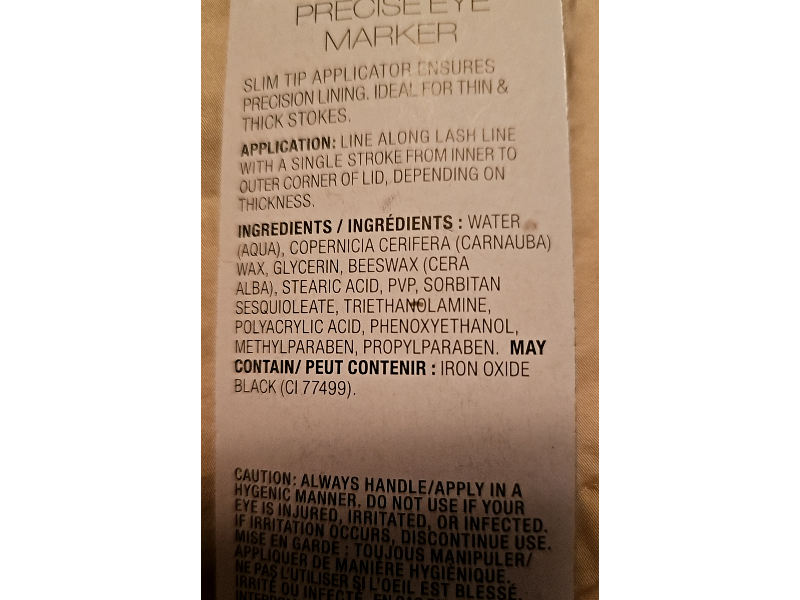 PRECISE EYE
MARKER
SLIM TIP APPLICATOR ENSURES
PRECISION LINING. IDEAL FOR THIN &
THICK STOKES.
APPLICATION: LINE ALONG LASH LINE
WITH A SINGLE STROKE FROM INNER TO
OUTER CORNER OF LID, DEPENDING ON
THICKNESS.
INGREDIENTS / INGRÉDIENTS : WATER
(AQUA), COPERNICIA CERIFERA (CARNAUBA)
WAX, GLYCERIN, BEESWAX (CERA
ALBA), STEARIC ACID, PVP, SORBITAN
SESQUIOLEATE, TRIETHANOLAMINE,
POLYACRYLIC ACID, PHENOXYETHANOL,
METHYLPARABEN, PROPYLPARABEN. MAY
CONTAIN/ PEUT CONTENIR : IRON OXIDE
BLACK (CI 77499).
CAUTION: ALWAYS HANDLE/APPLY IN A
HYGENIC MANNER. DO NOT USE IF YOUR
EYE IS INJURED, IRRITATED, OR INFECTED.
IF IRRITATION OCCURS, DISCONTINUE USE.
MISE EN GARDE : TOUJOUS MANIPULER/
APPLIQUER DE MANIÈRE HYGIÉNIQUE.
NE PAS L'UTILISER SI L'OEIL EST BLESSÉ,
IRRITÉ OU INFECTÉ. EN CAS